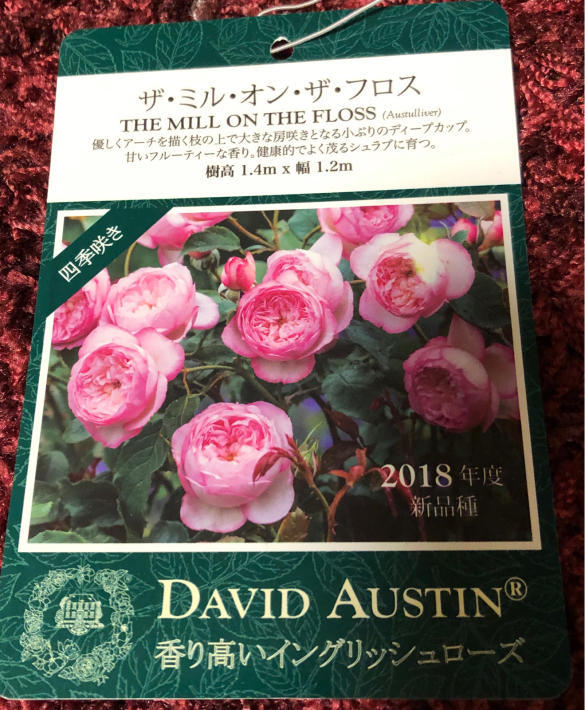 ザ・ミル・オン・ザ・フロス
THE MILL ON THE FLOSS (Austulliver)
優しくアーチを描く枝の上で大きな房咲きとなる小ぶりのディープカップ。
甘いフルーティーな香り。健康的でよく茂るシュラブに育つ。
樹高 1.4m x 幅 1.2m
四季咲き
2018 年度
新品種
DAVID AUSTIN®
香り高いイングリッシュローズ